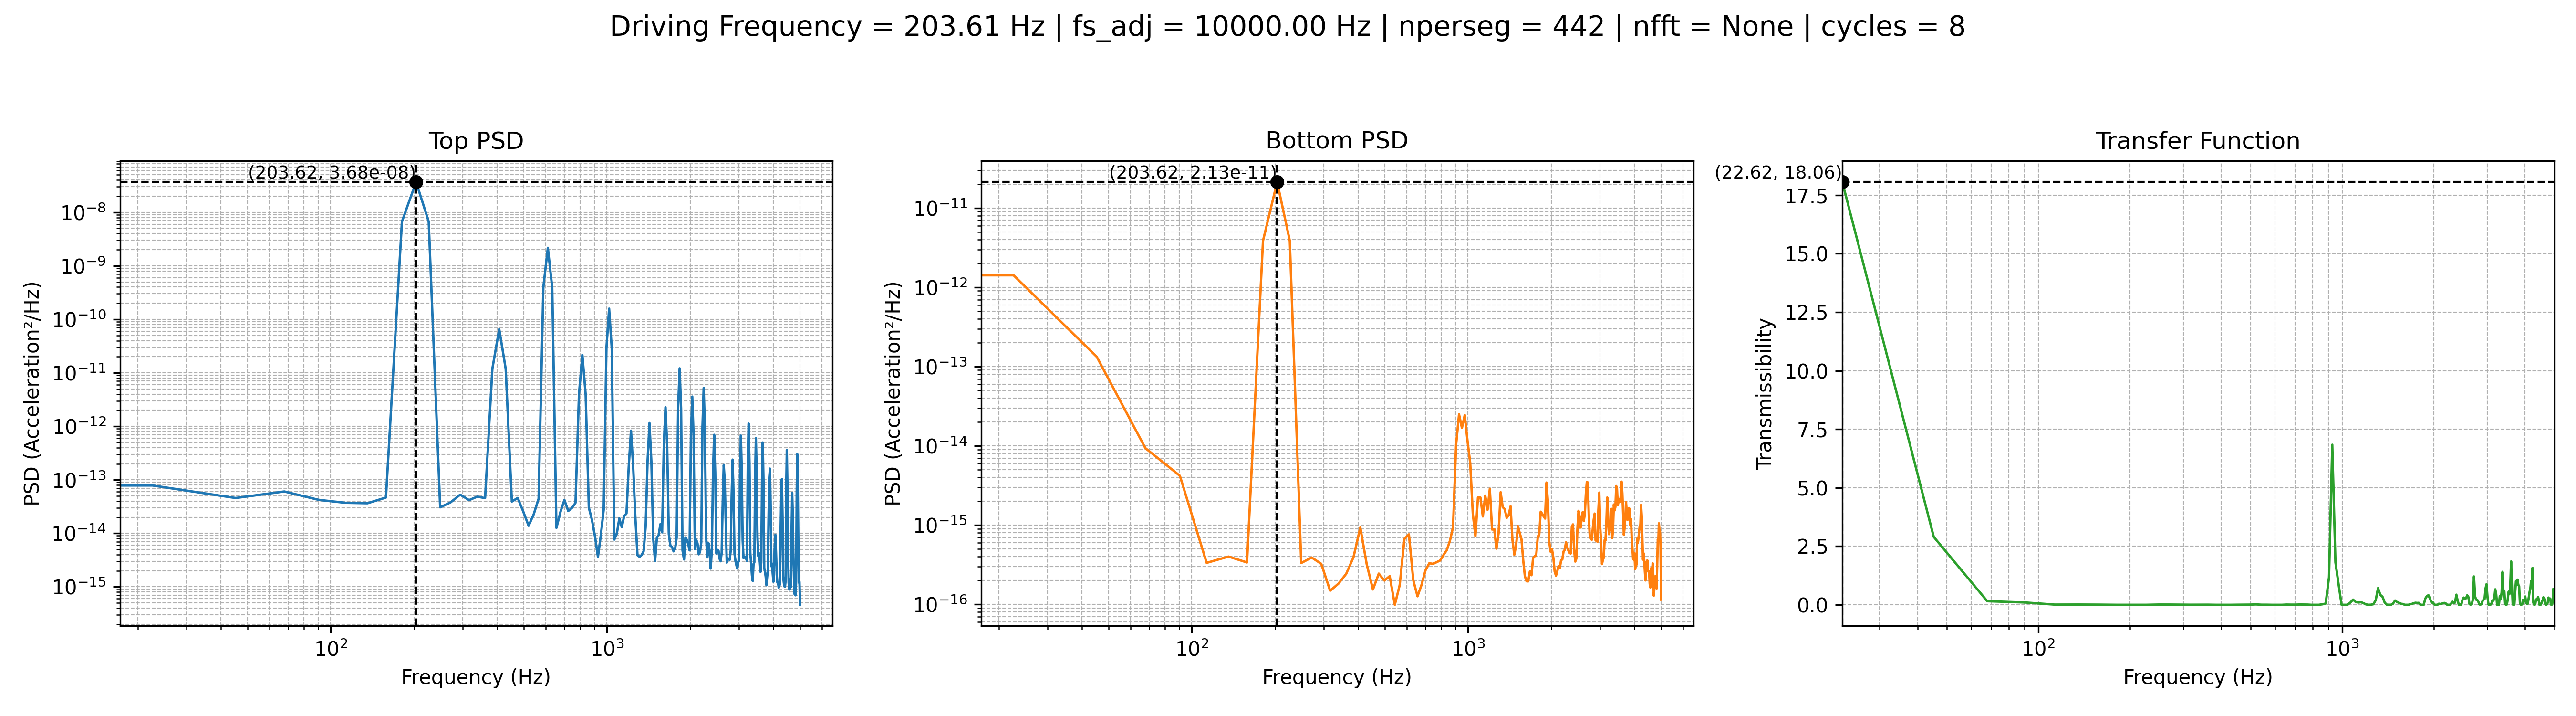 Driving Frequency = 203.61 Hz | fs_adj = 10000.00 Hz | nperseg = 442 | nfft = None | cycles = 8
Top PSD
(203.62, 3.68e-08)
PSD (Acceleration²/Hz)
10⁻⁸
10⁻⁹
10⁻¹⁰
10⁻¹¹
10⁻¹²
10⁻¹³
10⁻¹⁴
10⁻¹⁵
10²
10³
Frequency (Hz)
Bottom PSD
(203.62, 2.13e-11)
PSD (Acceleration²/Hz)
10⁻¹¹
10⁻¹²
10⁻¹³
10⁻¹⁴
10⁻¹⁵
10⁻¹⁶
10²
10³
Frequency (Hz)
Transfer Function
(22.62, 18.06)
Transmissibility
17.5
15.0
12.5
10.0
7.5
5.0
2.5
0.0
10²
10³
Frequency (Hz)